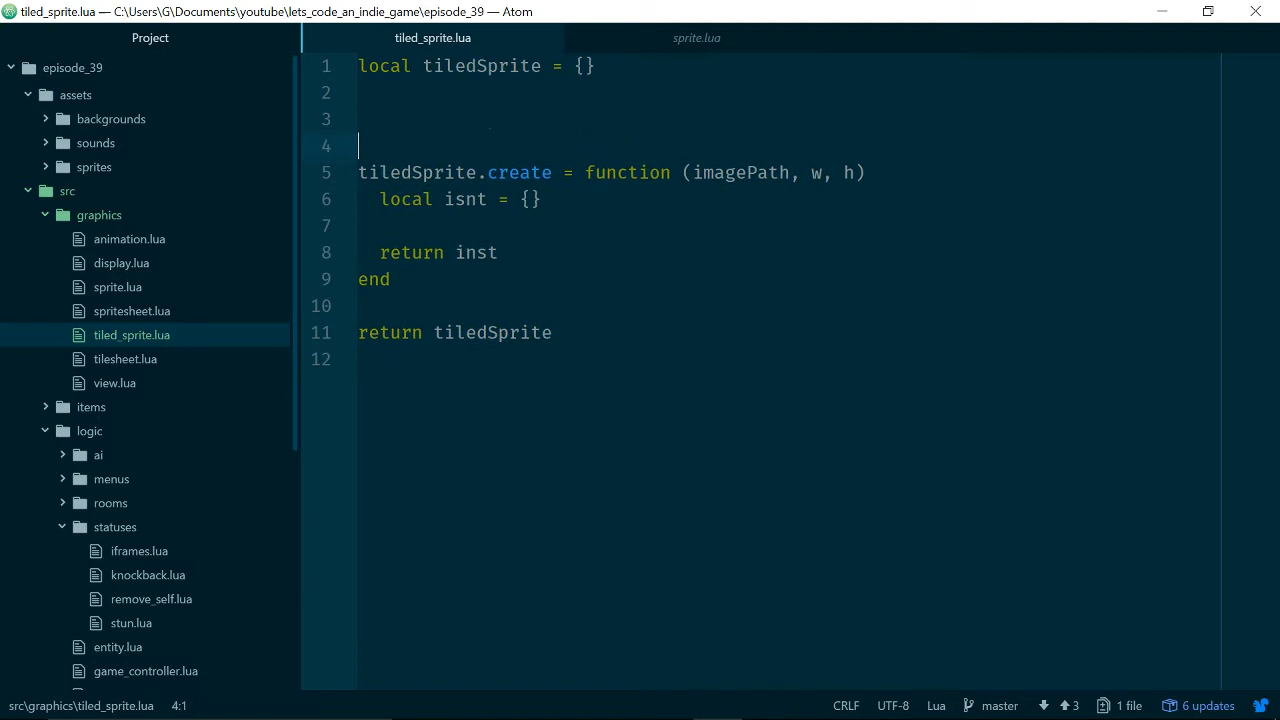 tiled_sprite.lua — C:\Users\G\Documents\youtube\lets_code_an_indie_game\episode_39 — Atom
Project
episode_39
assets
backgrounds
sounds
sprites
src
graphics
animation.lua
display.lua
sprite.lua
spritesheet.lua
tiled_sprite.lua
tilesheet.lua
view.lua
items
logic
ai
menus
rooms
statuses
iframes.lua
knockback.lua
remove_self.lua
stun.lua
entity.lua
game_controller.lua
tiled_sprite.lua
sprite.lua
1 local tiledSprite = {}
2
3
4
5 tiledSprite.create = function (imagePath, w, h)
6 local isnt = {}
7
8 return inst
9 end
10
11 return tiledSprite
12
src\graphics\tiled_sprite.lua 4:1
CRLF UTF-8 Lua master 3 1 file 6 updates